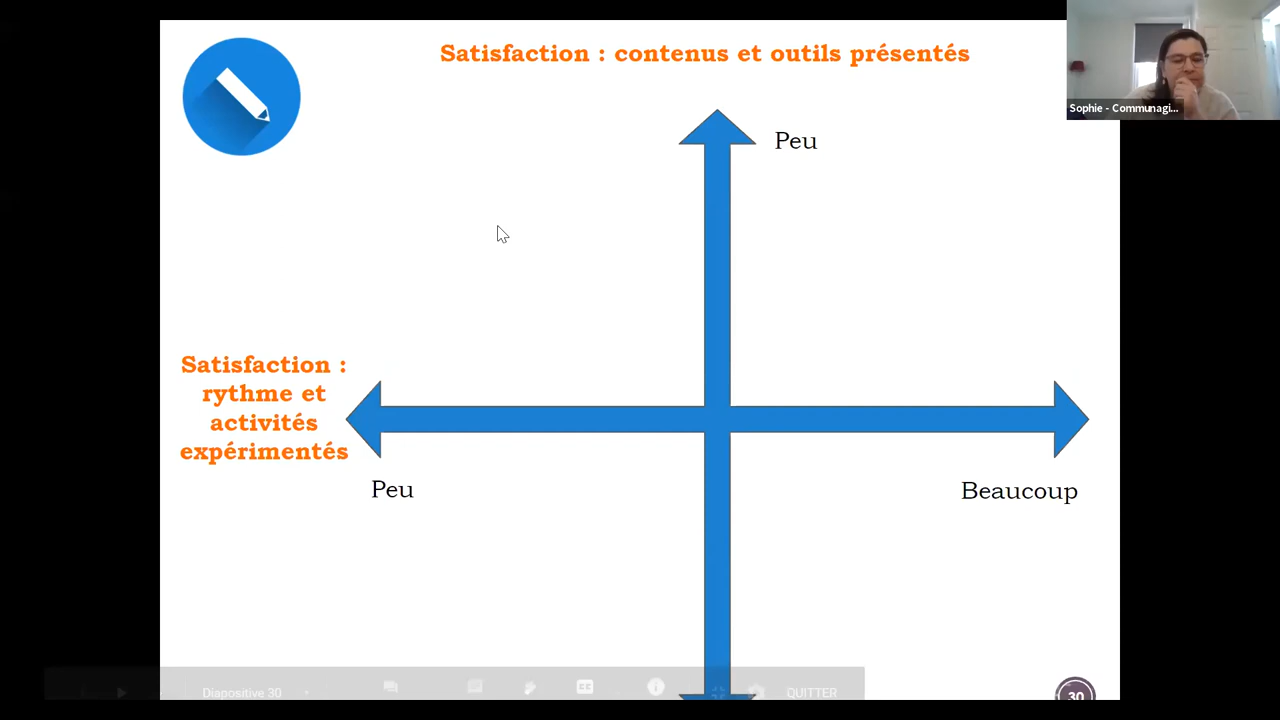 Satisfaction : contenus et outils présentés
Sophie - Communagi...
Peu
Satisfaction :
rythme et
activités
expérimentés
Peu
Beaucoup
Diapositive 30
CC
QUITTER
30